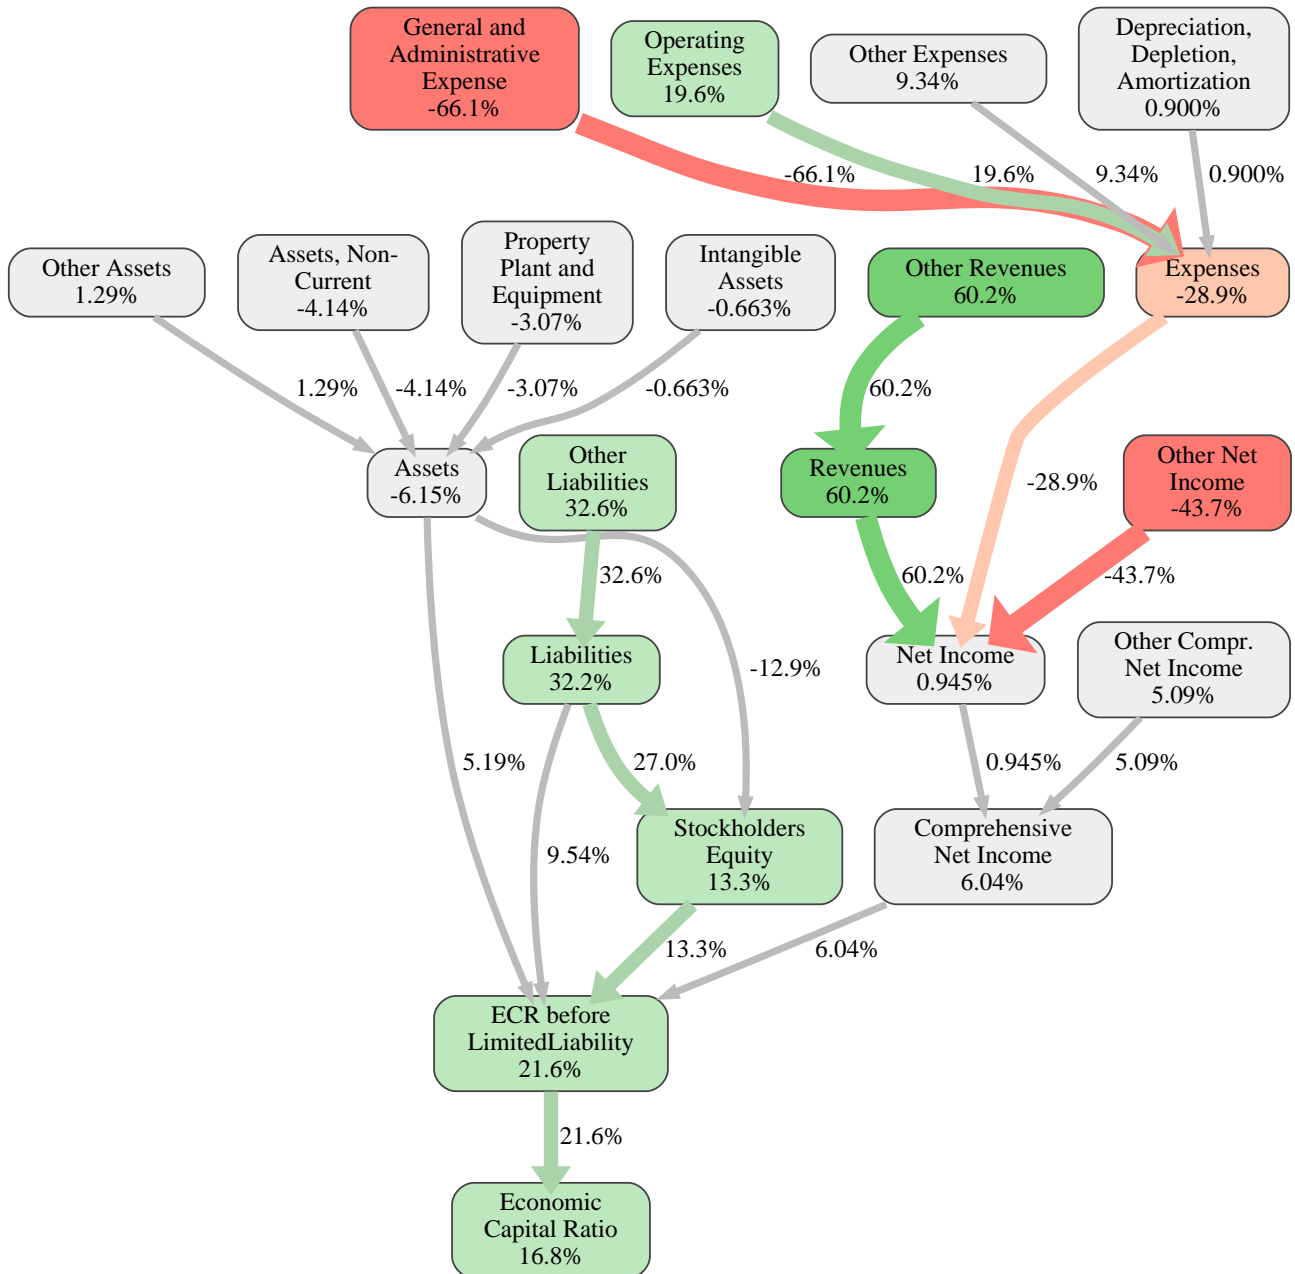 General and
Administrative
Expense
-66.1%
Operating
Expenses
19.6%
Other Expenses
9.34%
Depreciation,
Depletion,
Amortization
0.900%
-66.1%
19.6%
9.34%
0.900%
Other Assets
1.29%
Assets, Non-
Current
-4.14%
Property
Plant and
Equipment
-3.07%
Intangible
Assets
-0.663%
Other Revenues
60.2%
Expenses
-28.9%
1.29%
-4.14%
-3.07%
-0.663%
60.2%
Assets
-6.15%
Other
Liabilities
32.6%
Revenues
60.2%
-28.9%
Other Net
Income
-43.7%
32.6%
60.2%
-43.7%
Liabilities
32.2%
-12.9%
Net Income
0.945%
Other Compr.
Net Income
5.09%
5.19%
27.0%
0.945%
5.09%
9.54%
Stockholders
Equity
13.3%
Comprehensive
Net Income
6.04%
13.3%
6.04%
ECR before
LimitedLiability
21.6%
21.6%
Economic
Capital Ratio
16.8%